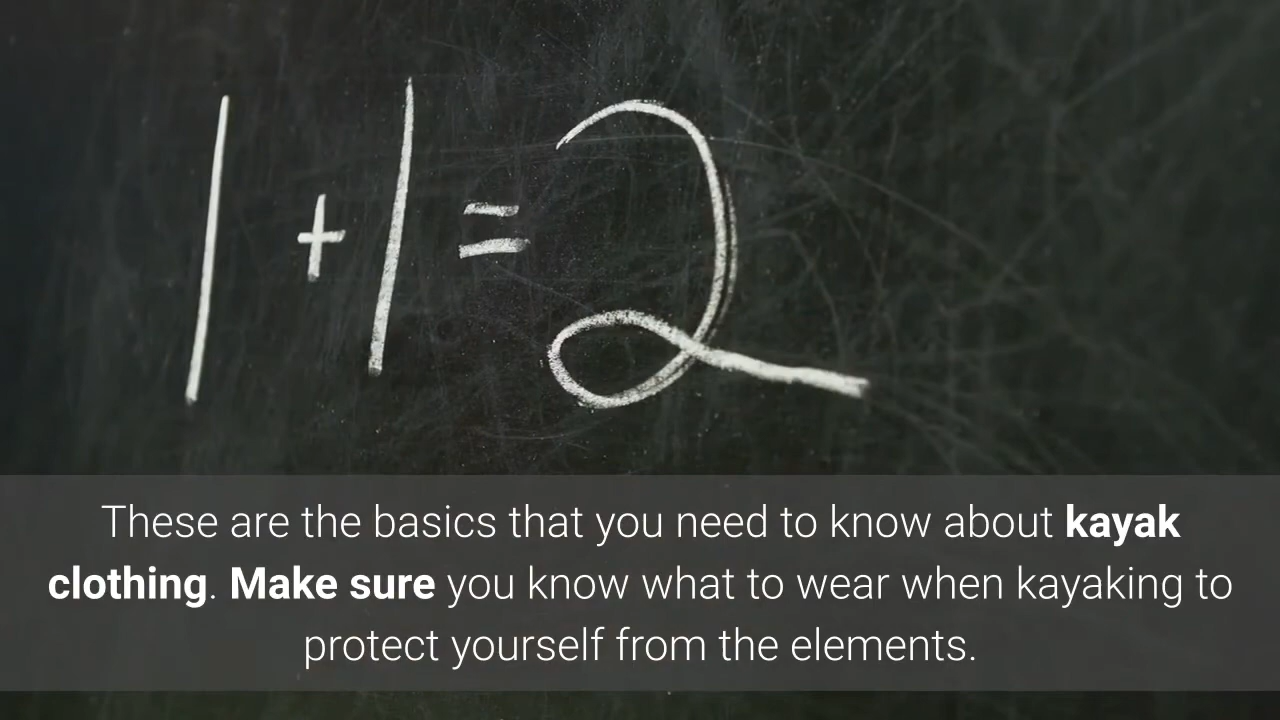 1 + 1 = 2
These are the basics that you need to know about kayak
clothing. Make sure you know what to wear when kayaking to
protect yourself from the elements.